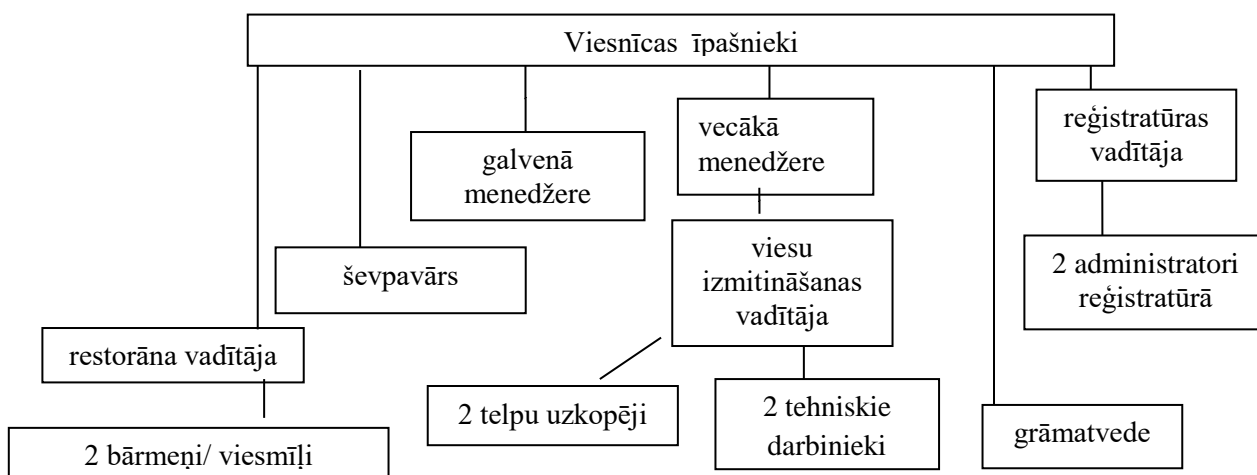 Viesnīcas īpašnieki
galvenā
menedžere
vecākā
menedžere
reģistratūras
vadītāja
ševpavārs
viesu
izmitināšanas
vadītāja
2 administratori
reģistratūrā
restorāna vadītāja
2 telpu uzkopēji
2 tehniskie
darbinieki
grāmatvede
2 bārmeņi/ viesmīļi